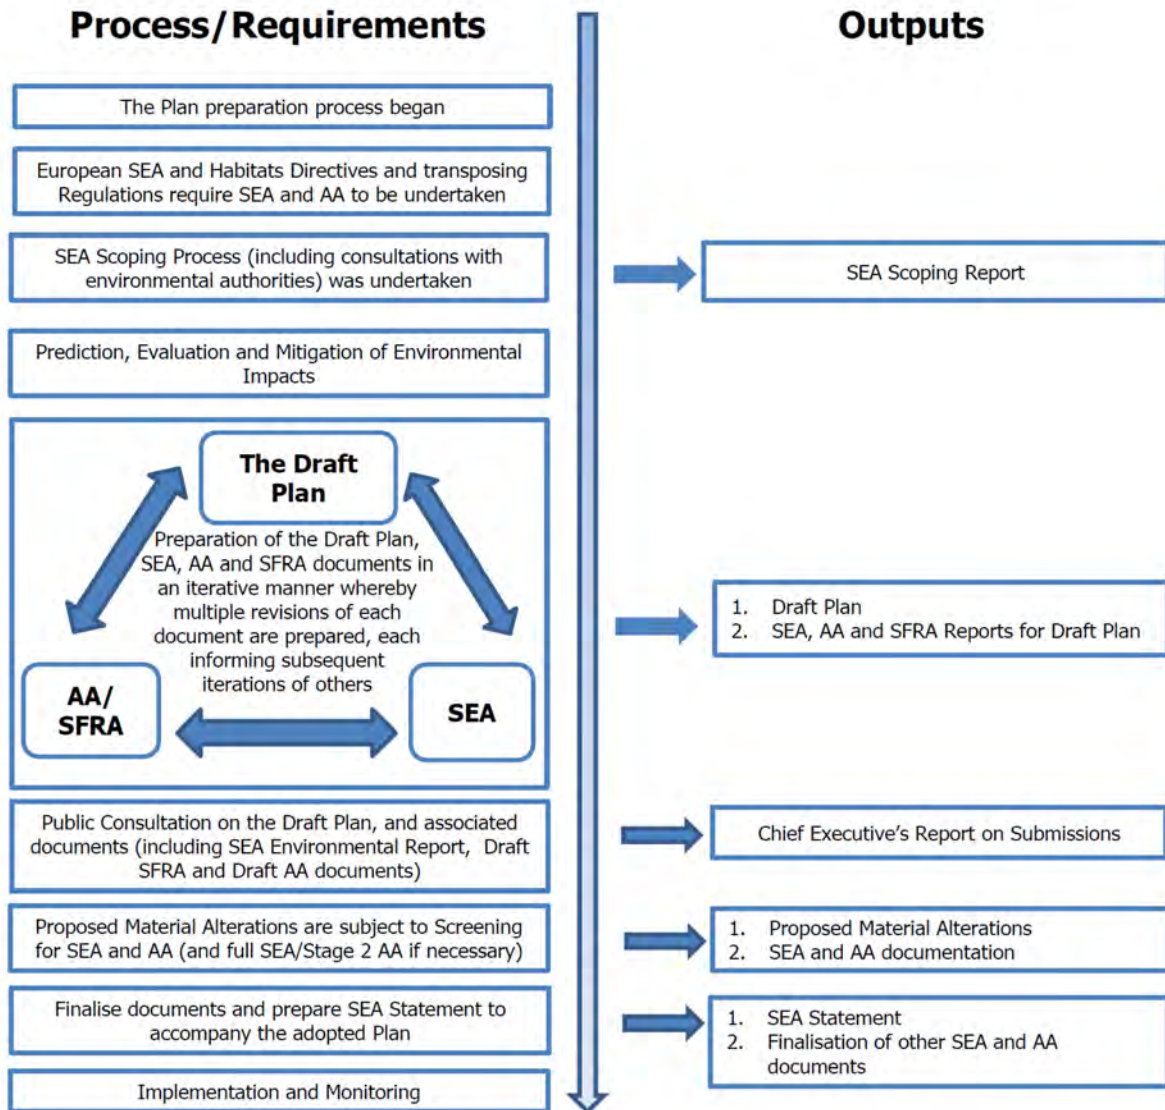 Process/Requirements
Outputs
The Plan preparation process began
European SEA and Habitats Directives and transposing
Regulations require SEA and AA to be undertaken
SEA Scoping Process (including consultations with
environmental authorities) was undertaken
SEA Scoping Report
Prediction, Evaluation and Mitigation of Environmental
Impacts
The Draft
Plan
Preparation of the Draft Plan,
SEA, AA and SFRA documents in
an iterative manner whereby
multiple revisions of each
document are prepared, each
informing subsequent
iterations of others
AA/
SFRA
SEA
1. Draft Plan
2. SEA, AA and SFRA Reports for Draft Plan
Public Consultation on the Draft Plan, and associated
documents (including SEA Environmental Report, Draft
SFRA and Draft AA documents)
Chief Executive's Report on Submissions
Proposed Material Alterations are subject to Screening
for SEA and AA (and full SEA/Stage 2 AA if necessary)
1. Proposed Material Alterations
2. SEA and AA documentation
Finalise documents and prepare SEA Statement to
accompany the adopted Plan
1. SEA Statement
2. Finalisation of other SEA and AA
documents
Implementation and Monitoring